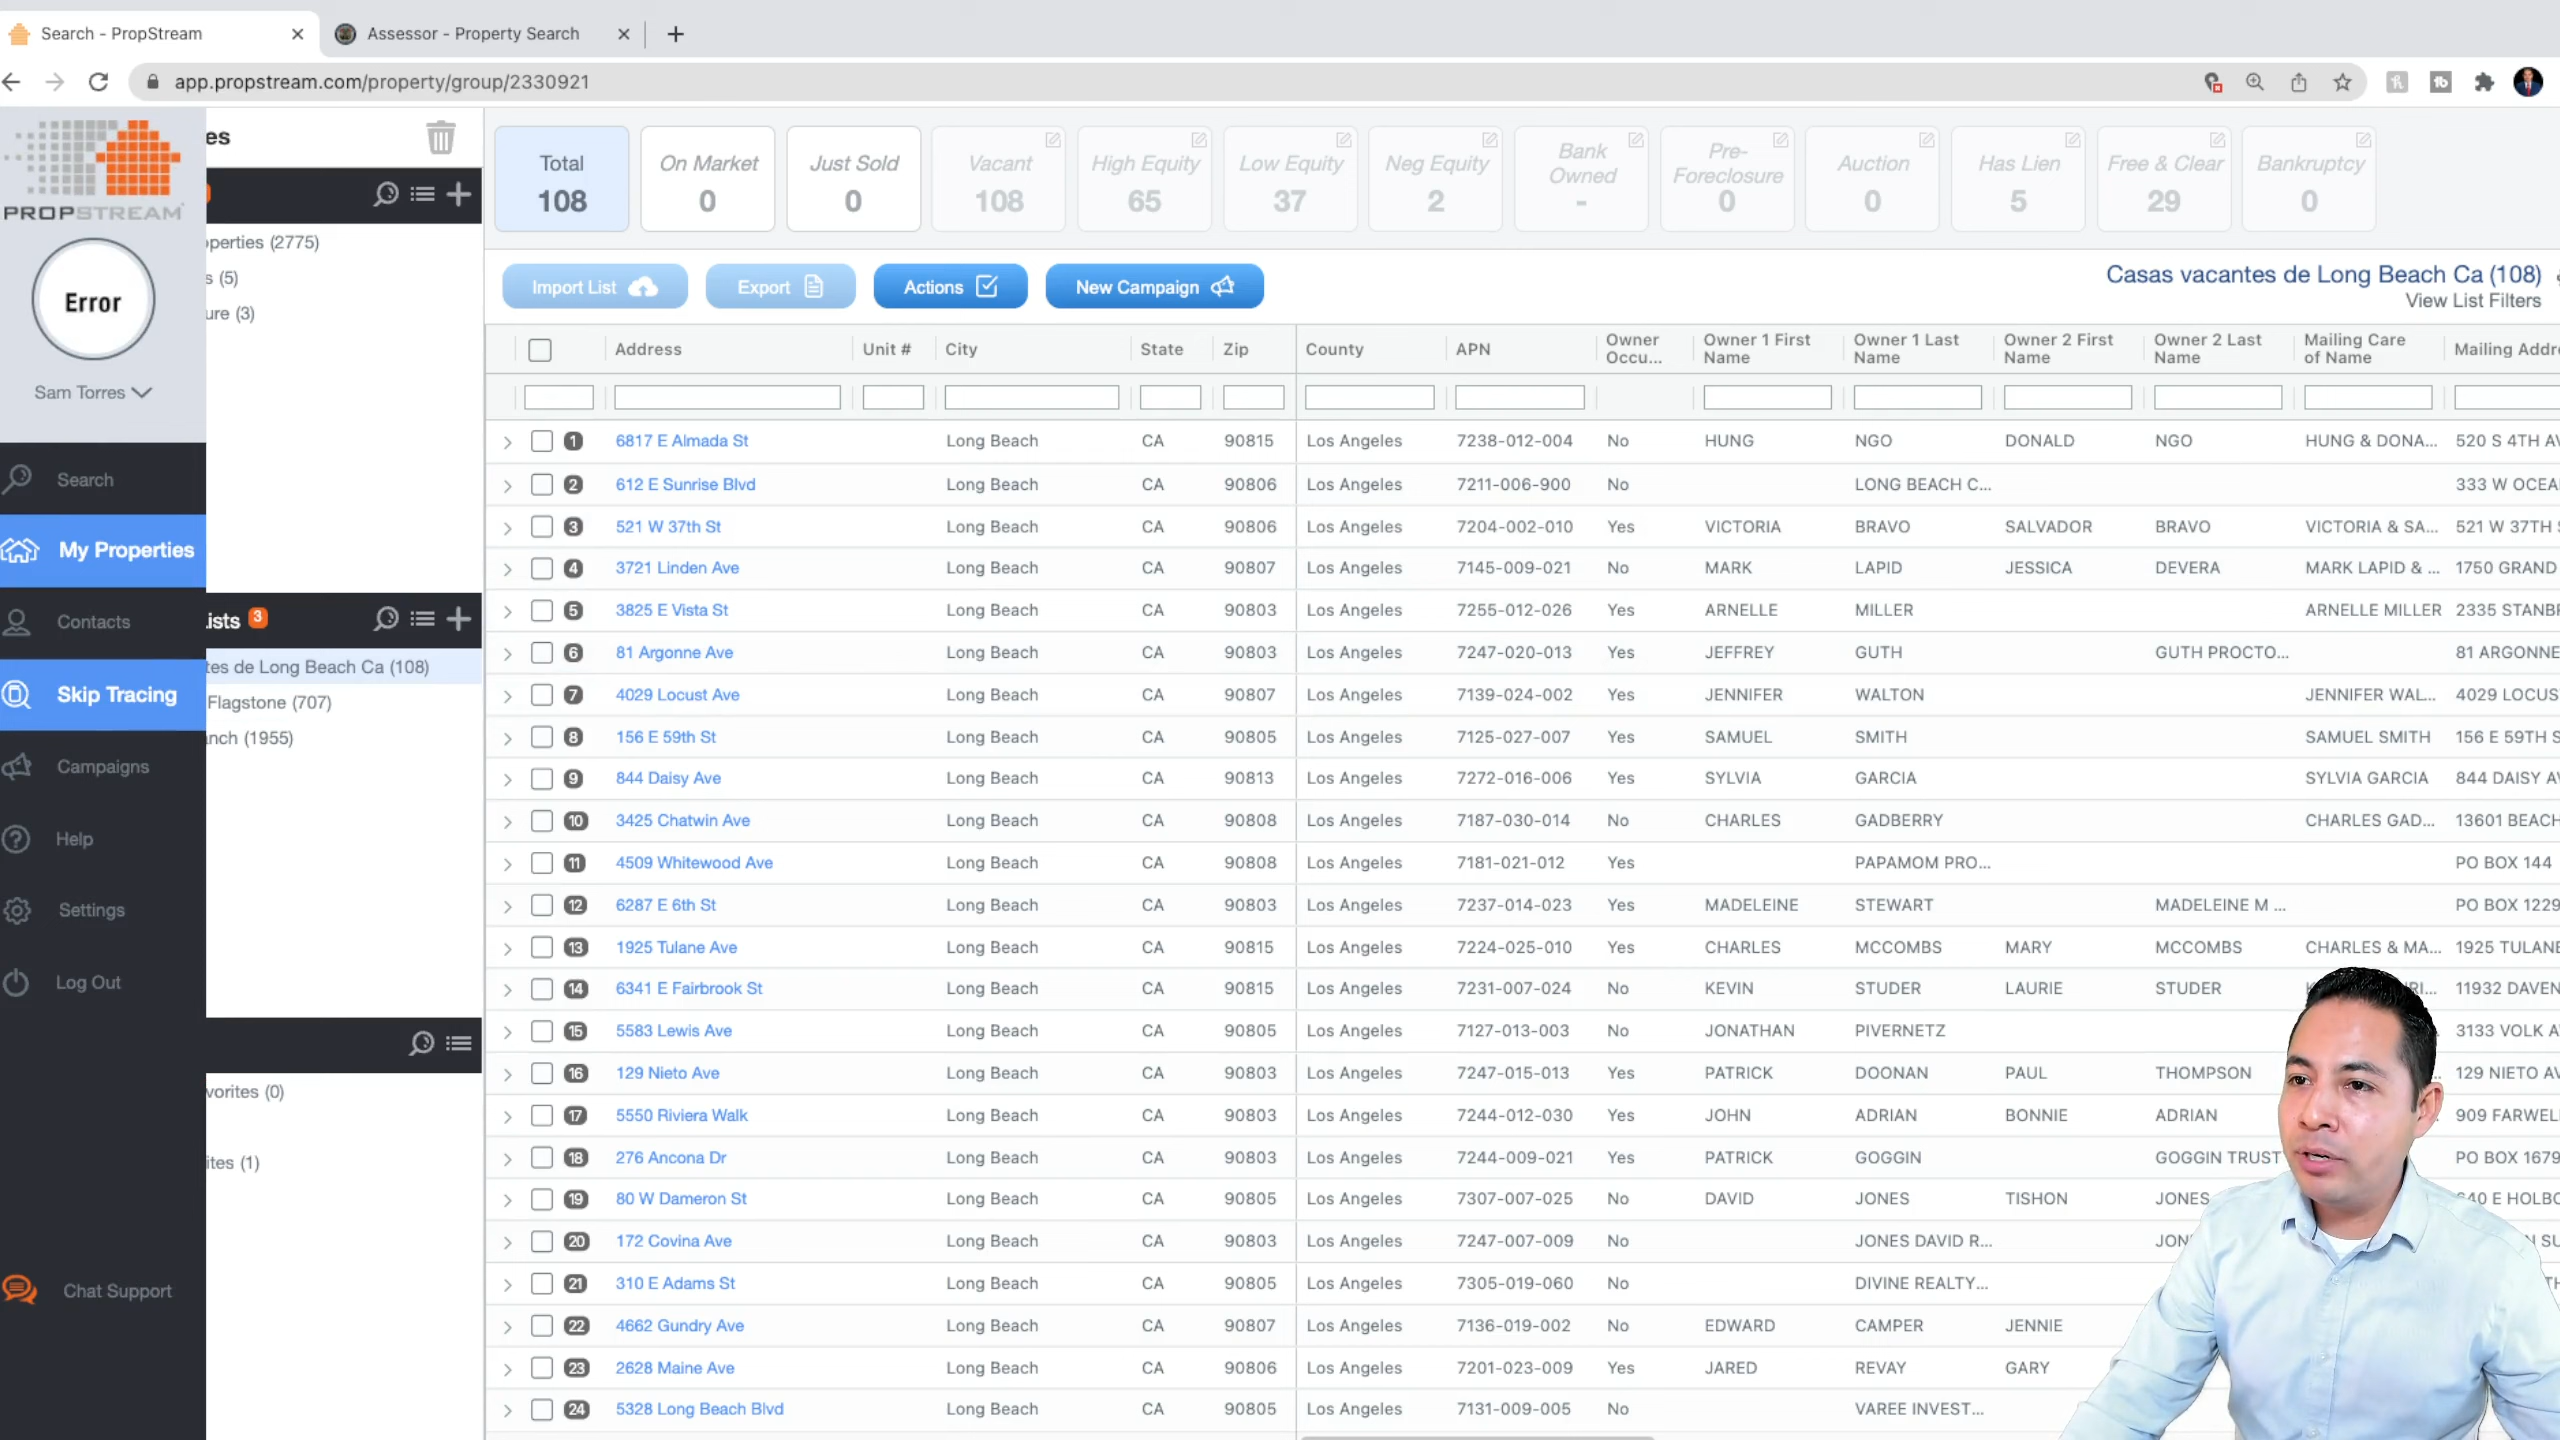 Search - PropStream
Assessor - Property Search
app.propstream.com/property/group/2330921
PROPSTREAM
Error
Sam Torres
Search
My Properties
Contacts
Skip Tracing
Campaigns
Help
Settings
Log Out
Chat Support
es
perties (2775)
s (5)
ure (3)
ists 3
tes de Long Beach Ca (108)
Flagstone (707)
anch (1955)
vorites (0)
ites (1)
Total 108
On Market 0
Just Sold 0
Vacant 108
High Equity 65
Low Equity 37
Neg Equity 2
Bank Owned -
Pre-Foreclosure 0
Auction 0
Has Lien 5
Free & Clear 29
Bankruptcy 0
Import List Export Actions New Campaign
Casas vacantes de Long Beach Ca (108)
View List Filters
Address Unit # City State Zip County APN Owner Occu... Owner 1 First Name Owner 1 Last Name Owner 2 First Name Owner 2 Last Name Mailing Care of Name Mailing Addre
1 6817 E Almada St Long Beach CA 90815 Los Angeles 7238-012-004 No HUNG NGO DONALD NGO HUNG & DONA... 520 S 4TH AV
2 612 E Sunrise Blvd Long Beach CA 90806 Los Angeles 7211-006-900 No LONG BEACH C... 333 W OCEA
3 521 W 37th St Long Beach CA 90806 Los Angeles 7204-002-010 Yes VICTORIA BRAVO SALVADOR BRAVO VICTORIA & SA... 521 W 37TH
4 3721 Linden Ave Long Beach CA 90807 Los Angeles 7145-009-021 No MARK LAPID JESSICA DEVERA MARK LAPID & ... 1750 GRAND
5 3825 E Vista St Long Beach CA 90803 Los Angeles 7255-012-026 Yes ARNELLE MILLER ARNELLE MILLER 2335 STANB
6 81 Argonne Ave Long Beach CA 90803 Los Angeles 7247-020-013 Yes JEFFREY GUTH GUTH PROCTO... 81 ARGONNE
7 4029 Locust Ave Long Beach CA 90807 Los Angeles 7139-024-002 Yes JENNIFER WALTON JENNIFER WAL... 4029 LOCUS
8 156 E 59th St Long Beach CA 90805 Los Angeles 7125-027-007 Yes SAMUEL SMITH SAMUEL SMITH 156 E 59TH S
9 844 Daisy Ave Long Beach CA 90813 Los Angeles 7272-016-006 Yes SYLVIA GARCIA SYLVIA GARCIA 844 DAISY AV
10 3425 Chatwin Ave Long Beach CA 90808 Los Angeles 7187-030-014 No CHARLES GADBERRY CHARLES GAD... 13601 BEACH
11 4509 Whitewood Ave Long Beach CA 90808 Los Angeles 7181-021-012 Yes PAPAMOM PRO... PO BOX 144
12 6287 E 6th St Long Beach CA 90803 Los Angeles 7237-014-023 Yes MADELEINE STEWART MADELEINE M ... PO BOX 1229
13 1925 Tulane Ave Long Beach CA 90815 Los Angeles 7224-025-010 Yes CHARLES MCCOMBS MARY MCCOMBS CHARLES & MA... 1925 TULANE
14 6341 E Fairbrook St Long Beach CA 90815 Los Angeles 7231-007-024 No KEVIN STUDER LAURIE STUDER 11932 DAVEN
15 5583 Lewis Ave Long Beach CA 90805 Los Angeles 7127-013-003 No JONATHAN PIVERNETZ 3133 VOLK A
16 129 Nieto Ave Long Beach CA 90803 Los Angeles 7247-015-013 Yes PATRICK DOONAN PAUL THOMPSON 129 NIETO AV
17 5550 Riviera Walk Long Beach CA 90803 Los Angeles 7244-012-030 Yes JOHN ADRIAN BONNIE ADRIAN 909 FARWEL
18 276 Ancona Dr Long Beach CA 90803 Los Angeles 7244-009-021 Yes PATRICK GOGGIN GOGGIN TRUST PO BOX 1679
19 80 W Dameron St Long Beach CA 90805 Los Angeles 7307-007-025 No DAVID JONES TISHON JONES 640 E HOLBO
20 172 Covina Ave Long Beach CA 90803 Los Angeles 7247-007-009 No JONES DAVID R... JON
21 310 E Adams St Long Beach CA 90805 Los Angeles 7305-019-060 No DIVINE REALTY...
22 4662 Gundry Ave Long Beach CA 90807 Los Angeles 7136-019-002 No EDWARD CAMPER JENNIE
23 2628 Maine Ave Long Beach CA 90806 Los Angeles 7201-023-009 Yes JARED REVAY GARY
24 5328 Long Beach Blvd Long Beach CA 90805 Los Angeles 7131-009-005 No VAREE INVEST...